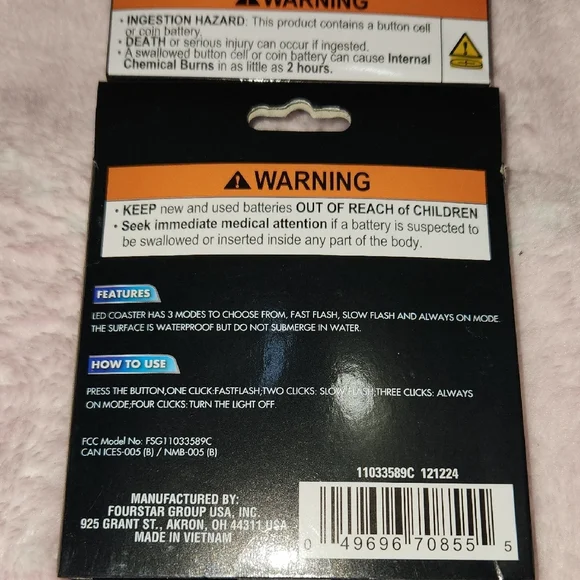 WARNING
• INGESTION HAZARD: This product contains a button cell
or coin battery.
• DEATH or serious injury can occur if ingested.
• A swallowed button cell or coin battery can cause Internal
Chemical Burns in as little as 2 hours.
WARNING
• KEEP new and used batteries OUT OF REACH of CHILDREN
• Seek immediate medical attention if a battery is suspected to
be swallowed or inserted inside any part of the body.
FEATURES
LED COASTER HAS 3 MODES TO CHOOSE FROM, FAST FLASH, SLOW FLASH AND ALWAYS ON MODE.
THE SURFACE IS WATERPROOF BUT DO NOT SUBMERGE IN WATER.
HOW TO USE
PRESS THE BUTTON,ONE CLICK:FASTFLASH;TWO CLICKS: SLOW FLASH;THREE CLICKS: ALWAYS
ON MODE;FOUR CLICKS: TURN THE LIGHT OFF.
FCC Model No: FSG11033589C
CAN ICES-005 (B) / NMB-005 (B)
11033589C 121224
MANUFACTURED BY:
FOURSTAR GROUP USA, INC.
925 GRANT ST., AKRON, OH 44311 USA
MADE IN VIETNAM
0 49696 70855 5